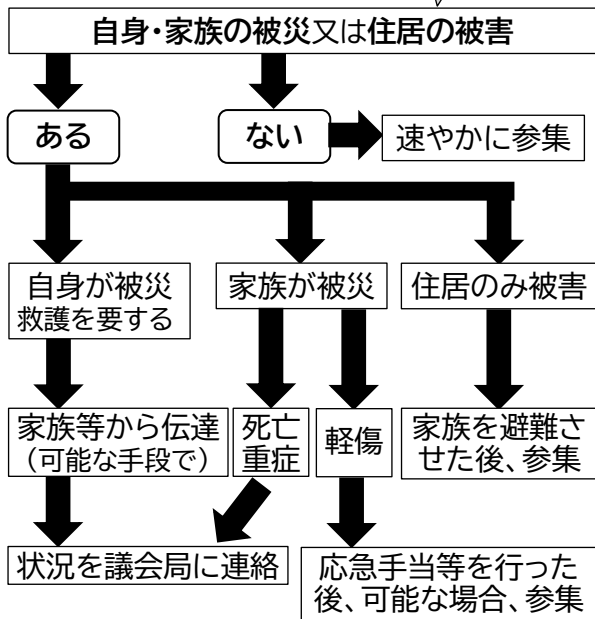 自身・家族の被災又は住居の被害
ある
ない
速やかに参集
自身が被災
救護を要する
家族が被災
住居のみ被害
家族等から伝達
（可能な手段で）
死亡
重症
軽傷
家族を避難さ
せた後、参集
状況を議会局に連絡
応急手当等を行った
後、可能な場合、参集